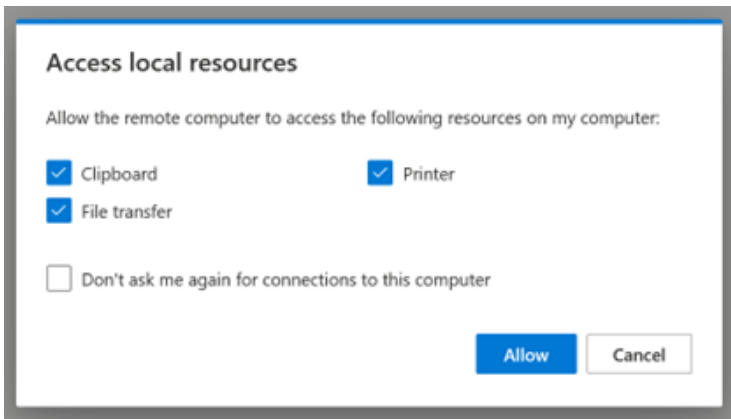 Access local resources
Allow the remote computer to access the following resources on my computer:
Clipboard
Printer
File transfer
Don't ask me again for connections to this computer
Allow
Cancel